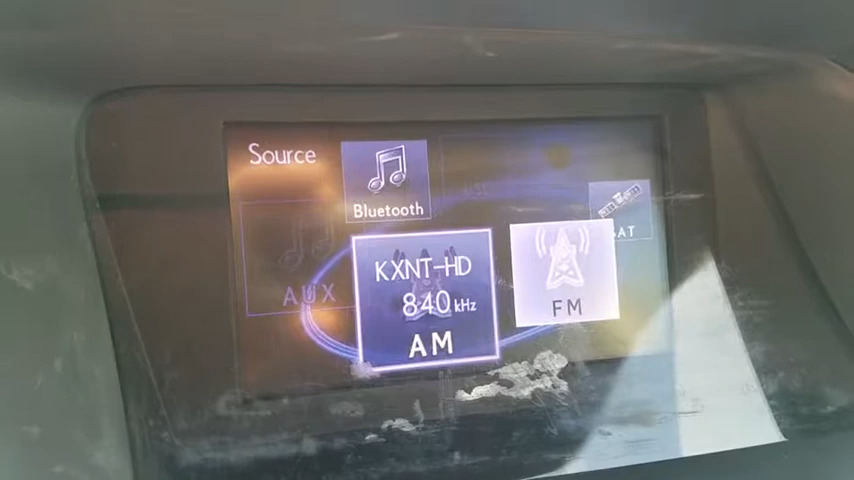 Source
Bluetooth
AUX
KXNT-HD
840 kHz
AM
FM